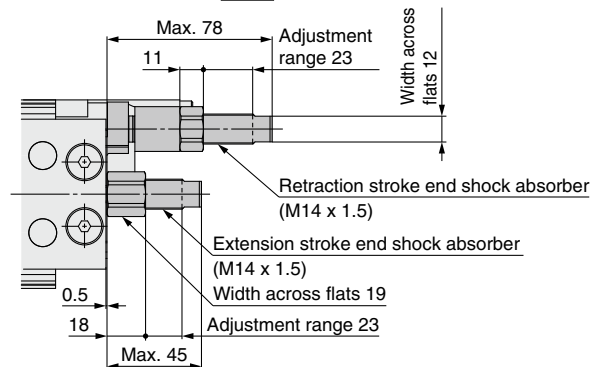 Max. 78
11
Adjustment
range 23
Width across
flats 12
Retraction stroke end shock absorber
(M14 x 1.5)
Extension stroke end shock absorber
(M14 x 1.5)
Width across flats 19
0.5
18
Adjustment range 23
Max. 45